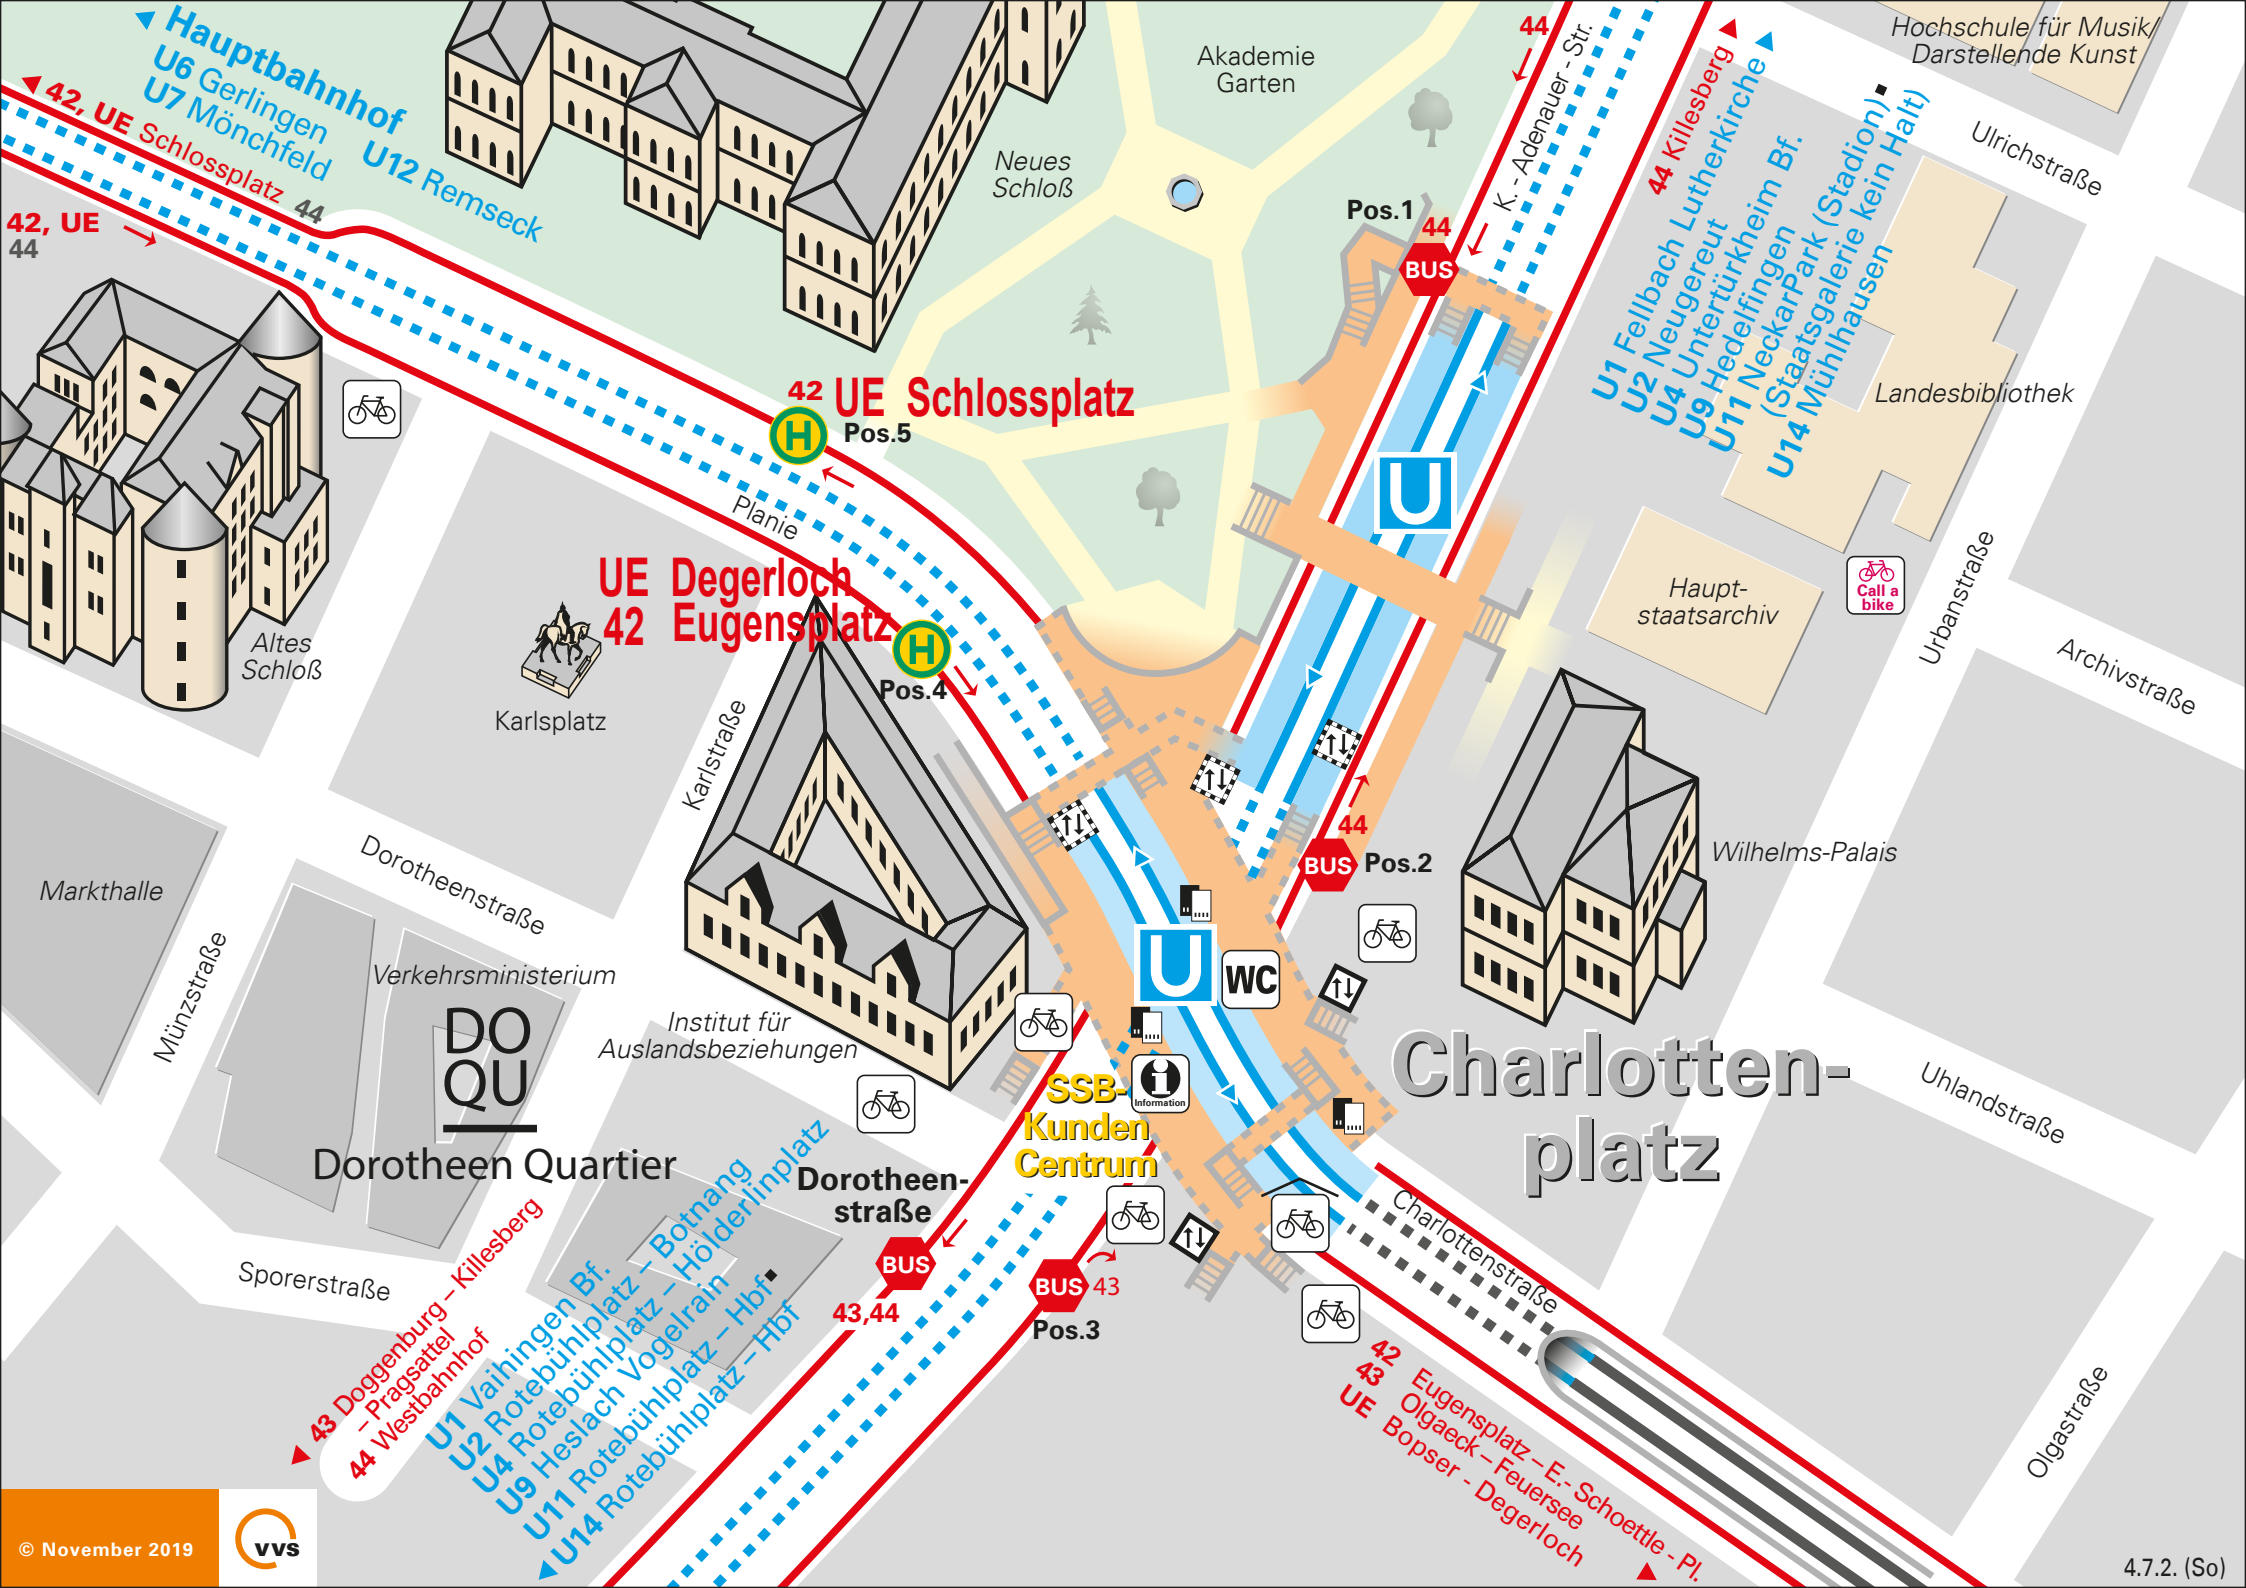 Hauptbahnhof
U6 Gerlingen
U7 Mönchfeld
U12 Remseck
42, UE Schlossplatz 44
42, UE
44
Neues
Schloß
Akademie
Garten
44
K.-Adenauer-Str.
Pos.1
44
BUS
44 Killesberg
U1 Fellbach Lutherkirche
U2 Neugereut
U4 Untertürkheim Bf.
U9 Hedelfingen
U11 NeckarPark (Stadion)
(Staatsgalerie kein Halt)
U14 Mühlhausen
Hochschule für Musik/
Darstellende Kunst
Ulrichstraße
Landesbibliothek
42 UE Schlossplatz
H
Pos.5
Planie
UE Degerloch
42 Eugensplatz
H
Pos.4
U
Haupt-
staatsarchiv
Call a
bike
Urbanstraße
Archivstraße
Altes
Schloß
Karlsplatz
Karlstraße
44
BUS
Pos.2
Wilhelms-Palais
Markthalle
Dorotheenstraße
Münzstraße
Verkehrsministerium
DO
QU
Dorotheen Quartier
Institut für
Auslandsbeziehungen
U
WC
Information
SSB-
Kunden
Centrum
Charlotten-
platz
Uhlandstraße
Dorotheen-
straße
BUS
43,44
BUS
43
Pos.3
Charlottenstraße
Sporerstraße
43 Doggenburg – Killesberg
– Pragsattel
44 Westbahnhof
U1 Vaihingen Bf.
U2 Rotebühlplatz – Botnang
U4 Rotebühlplatz – Hölderlinplatz
U9 Heslach Vogelrain
U11 Rotebühlplatz – Hbf
U14 Rotebühlplatz – Hbf
42 Eugensplatz – E.- Schoettle - Pl.
43 Olgaeck – Feuersee
UE Bopser - Degerloch
Olgastraße
© November 2019
vvs
4.7.2. (So)